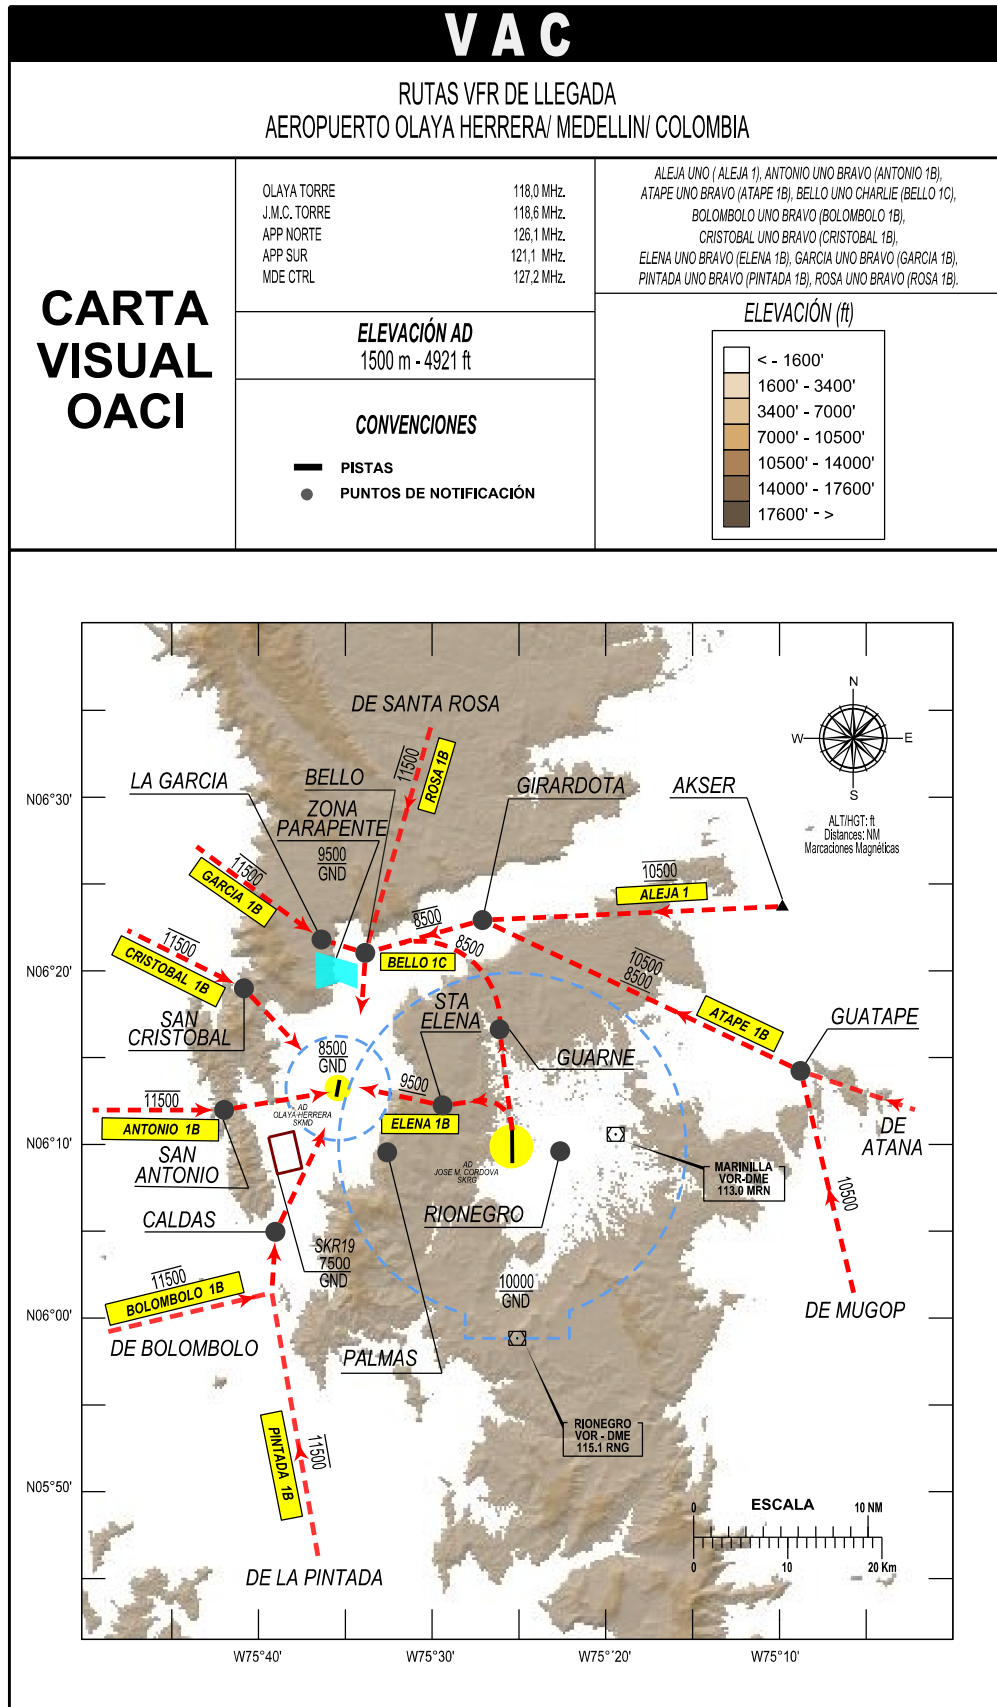 VAC
RUTAS VFR DE LLEGADA
AEROPUERTO OLAYA HERRERA/ MEDELLIN/ COLOMBIA
CARTA
VISUAL
OACI
OLAYA TORRE 118,0 MHz.
J.M.C. TORRE 118,6 MHz.
APP NORTE 126,1 MHz.
APP SUR 121,1 MHz.
MDE CTRL 127,2 MHz.
ELEVACIÓN AD
1500 m - 4921 ft
CONVENCIONES
PISTAS
PUNTOS DE NOTIFICACIÓN
ALEJA UNO ( ALEJA 1), ANTONIO UNO BRAVO (ANTONIO 1B),
ATAPE UNO BRAVO (ATAPE 1B), BELLO UNO CHARLIE (BELLO 1C),
BOLOMBOLO UNO BRAVO (BOLOMBOLO 1B),
CRISTOBAL UNO BRAVO (CRISTOBAL 1B),
ELENA UNO BRAVO (ELENA 1B), GARCIA UNO BRAVO (GARCIA 1B),
PINTADA UNO BRAVO (PINTADA 1B), ROSA UNO BRAVO (ROSA 1B).
ELEVACIÓN (ft)
< - 1600'
1600' - 3400'
3400' - 7000'
7000' - 10500'
10500' - 14000'
14000' - 17600'
17600' - >
DE SANTA ROSA
11500
ROSA 1B
LA GARCIA
BELLO
ZONA
PARAPENTE
9500
GND
GIRARDOTA
AKSER
N
W
E
S
ALT/HGT: ft
Distances: NM
Marcaciones Magnéticas
N06°30'
11500
GARCIA 1B
10500
ALEJA 1
8500
8500
BELLO 1C
11500
CRISTOBAL 1B
N06°20'
10500
8500
ATAPE 1B
STA
ELENA
SAN
CRISTOBAL
GUARNE
GUATAPE
8500
GND
9500
11500
ANTONIO 1B
AD
OLAYA HERRERA
SKMD
ELENA 1B
DE
ATANA
N06°10'
SAN
ANTONIO
AD
JOSE M. CORDOVA
SKRG
MARINILLA
VOR-DME
113.0 MRN
10500
CALDAS
RIONEGRO
SKR19
7500
GND
11500
BOLOMBOLO 1B
10000
GND
N06°00'
DE MUGOP
DE BOLOMBOLO
PALMAS
RIONEGRO
VOR - DME
115.1 RNG
PINTADA 1B
11500
N05°50'
ESCALA
0 10 NM
0 10 20 Km
DE LA PINTADA
W75°40'
W75°30'
W75°20'
W75°10'